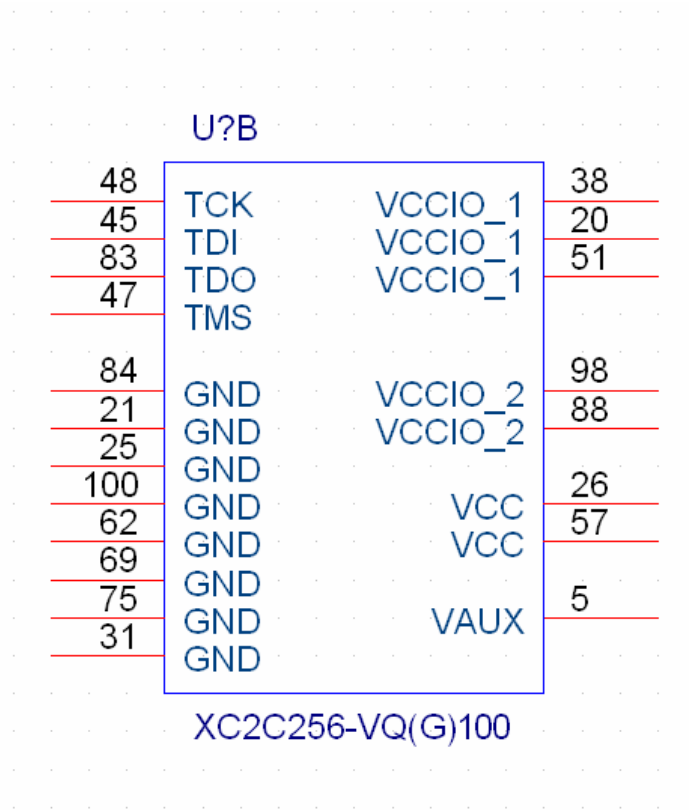 U?B
48 TCK VCCIO_1 38
45 TDI VCCIO_1 20
83 TDO VCCIO_1 51
47 TMS
84 GND VCCIO_2 98
21 GND VCCIO_2 88
25 GND
100 GND VCC 26
62 GND VCC 57
69 GND
75 GND VAUX 5
31 GND
XC2C256-VQ(G)100